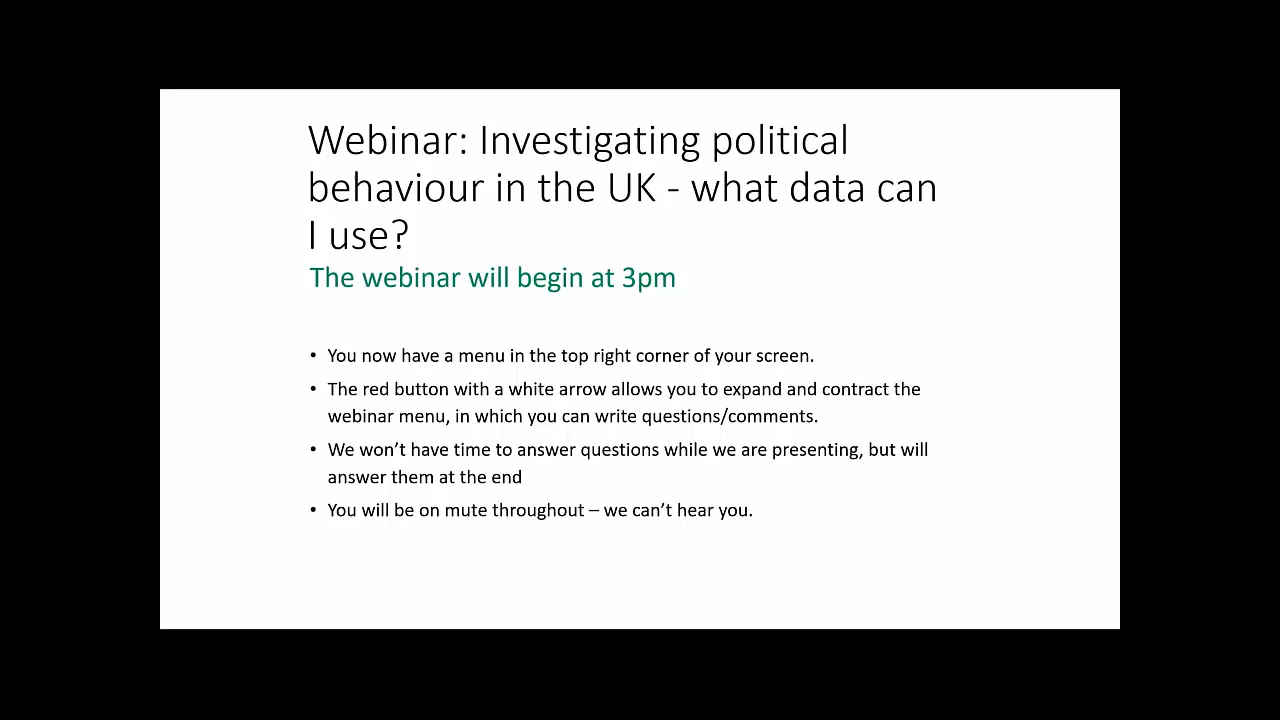 Webinar: Investigating political
behaviour in the UK - what data can
I use?
The webinar will begin at 3pm
• You now have a menu in the top right corner of your screen.
• The red button with a white arrow allows you to expand and contract the
webinar menu, in which you can write questions/comments.
• We won’t have time to answer questions while we are presenting, but will
answer them at the end
• You will be on mute throughout – we can’t hear you.